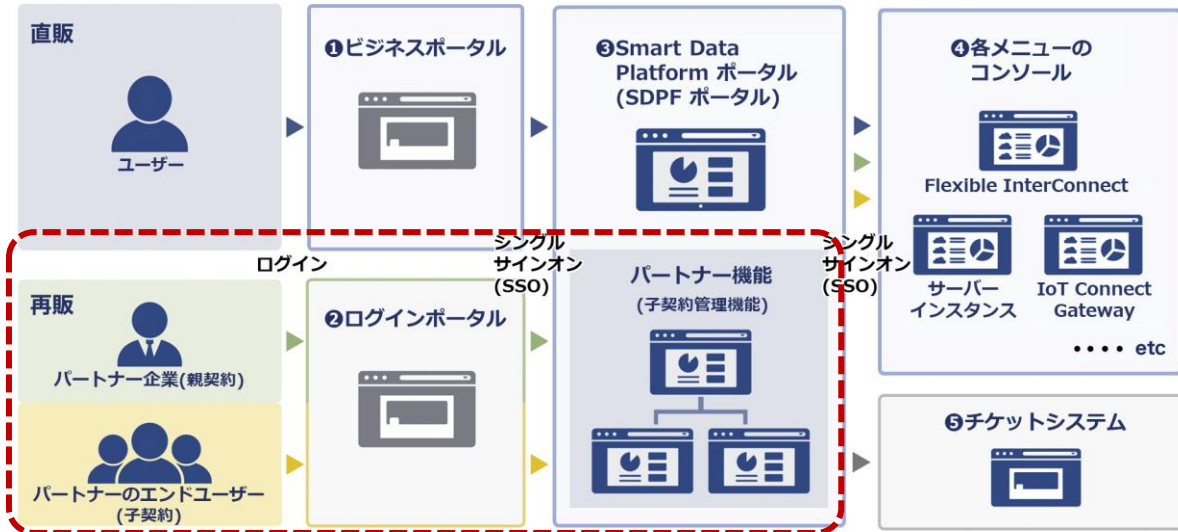 直販
ユーザー
❶ビジネスポータル
❸Smart Data
Platform ポータル
(SDPF ポータル)
❹各メニューの
コンソール
Flexible InterConnect
サーバー
インスタンス
IoT Connect
Gateway
•••• etc
ログイン
シングル
サインオン
(SSO)
シングル
サインオン
(SSO)
再販
パートナー企業(親契約)
パートナーのエンドユーザー
(子契約)
❷ログインポータル
パートナー機能
(子契約管理機能)
❺チケットシステム